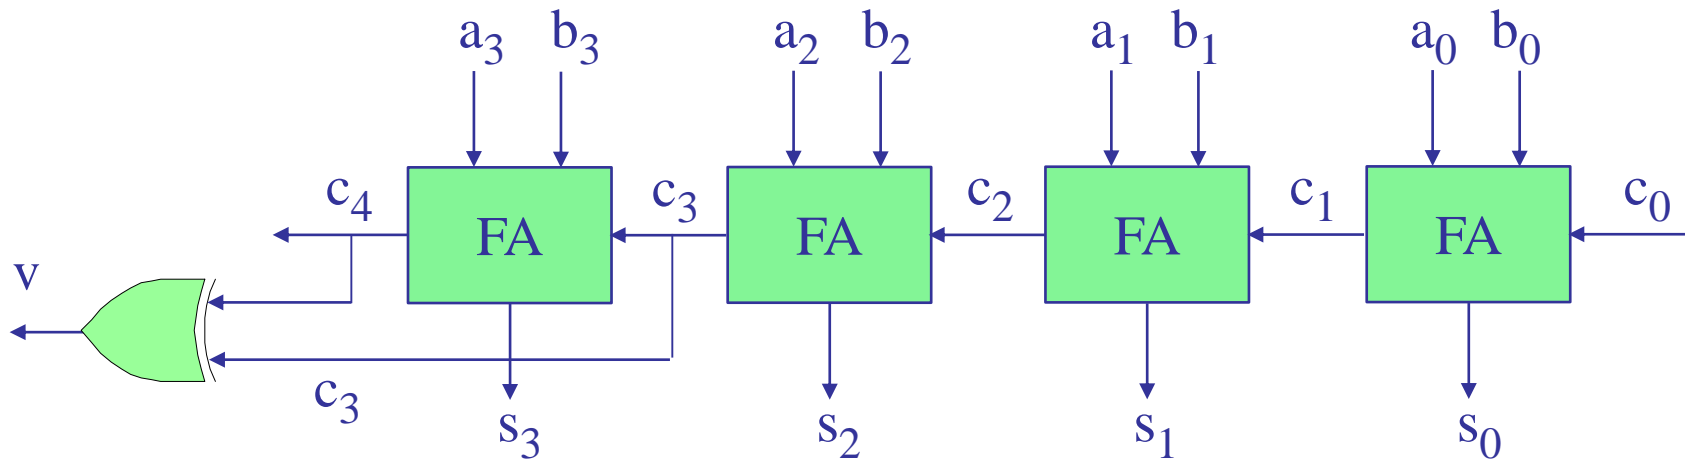 a₃ b₃ a₂ b₂ a₁ b₁ a₀ b₀
c₄ c₃ c₂ c₁ c₀
FA FA FA FA
v
c₃
s₃ s₂ s₁ s₀